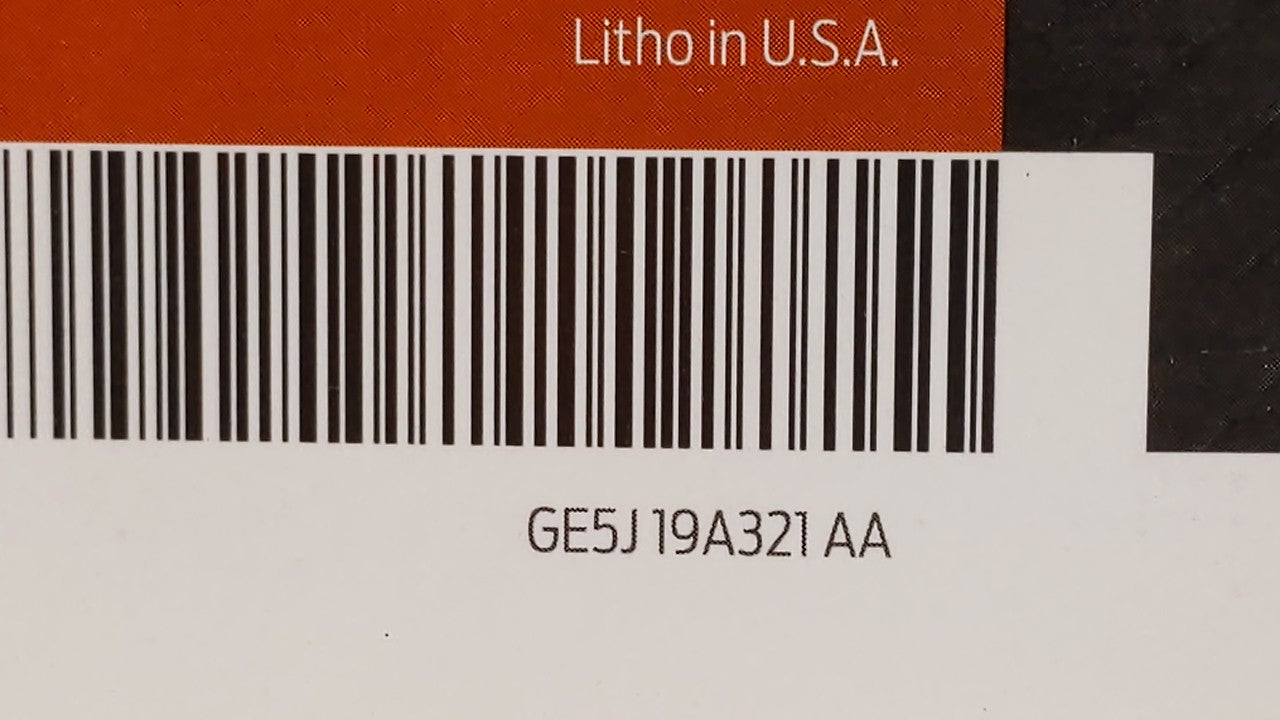 Litho in U.S.A.
GE5J 19A321 AA